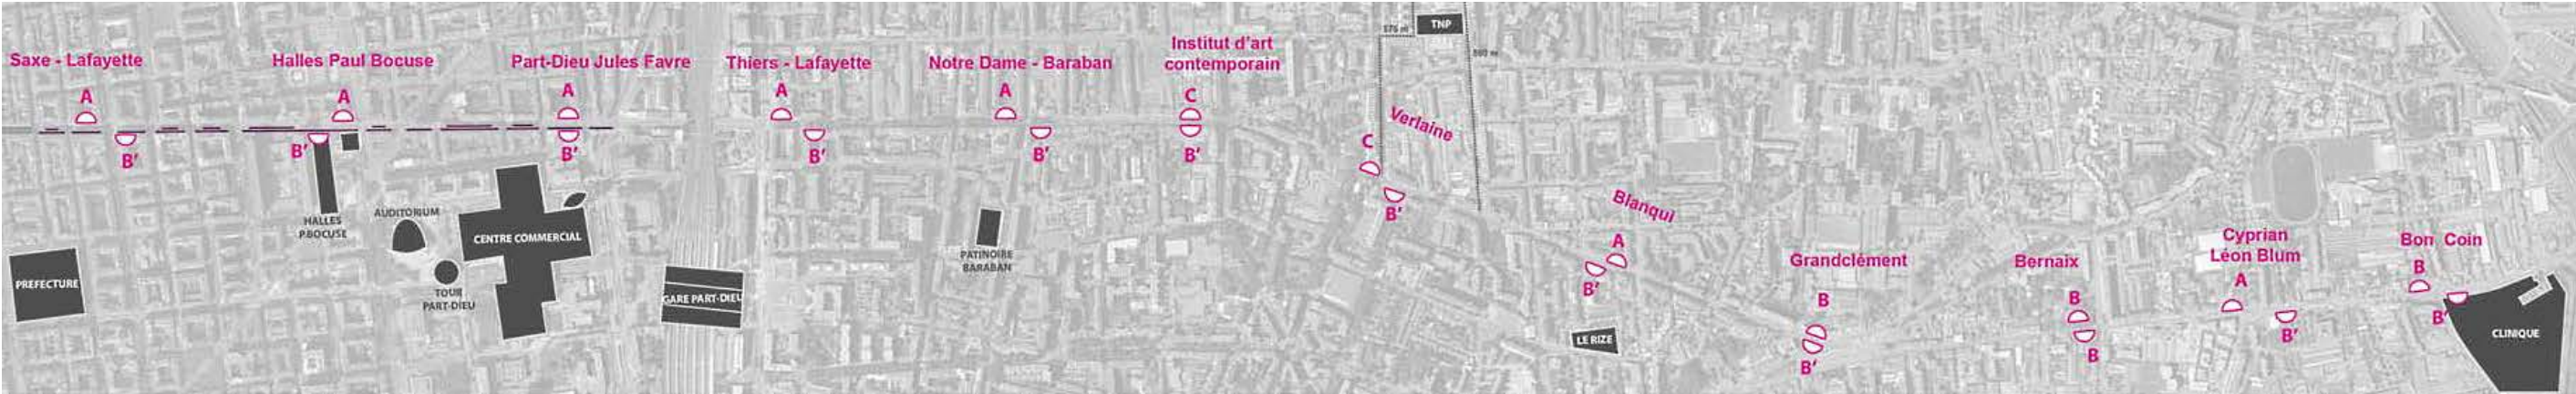 Saxe - Lafayette
A
B'
PREFECTURE
Halles Paul Bocuse
A
B'
HALLES
P.BOCUSE
AUDITORIUM
TOUR
PART-DIEU
Part-Dieu Jules Favre
A
B'
CENTRE COMMERCIAL
GARE PART-DIEU
Thiers - Lafayette
A
B'
Notre Dame - Baraban
A
B'
PATINOIRE
BARABAN
Institut d'art
contemporain
C
B'
575 m
TNP
Verlaine
C
B'
Blanqui
A
B'
LE RIZE
Grandclément
B
B'
Bernaix
B
B
Cyprian
Léon Blum
A
B'
Bon Coin
B
B'
CLINIQUE